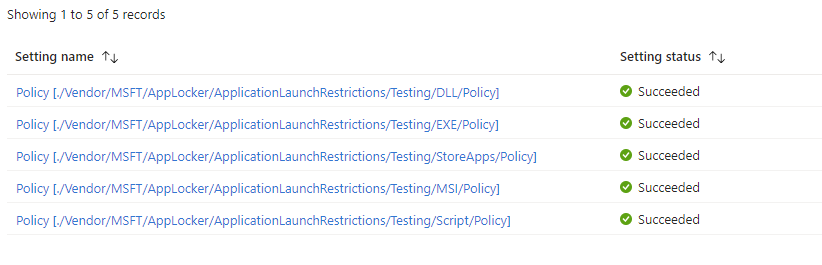 Showing 1 to 5 of 5 records
Setting name ↑↓ Setting status ↑↓
Policy [./Vendor/MSFT/AppLocker/ApplicationLaunchRestrictions/Testing/DLL/Policy] Succeeded
Policy [./Vendor/MSFT/AppLocker/ApplicationLaunchRestrictions/Testing/EXE/Policy] Succeeded
Policy [./Vendor/MSFT/AppLocker/ApplicationLaunchRestrictions/Testing/StoreApps/Policy] Succeeded
Policy [./Vendor/MSFT/AppLocker/ApplicationLaunchRestrictions/Testing/MSI/Policy] Succeeded
Policy [./Vendor/MSFT/AppLocker/ApplicationLaunchRestrictions/Testing/Script/Policy] Succeeded